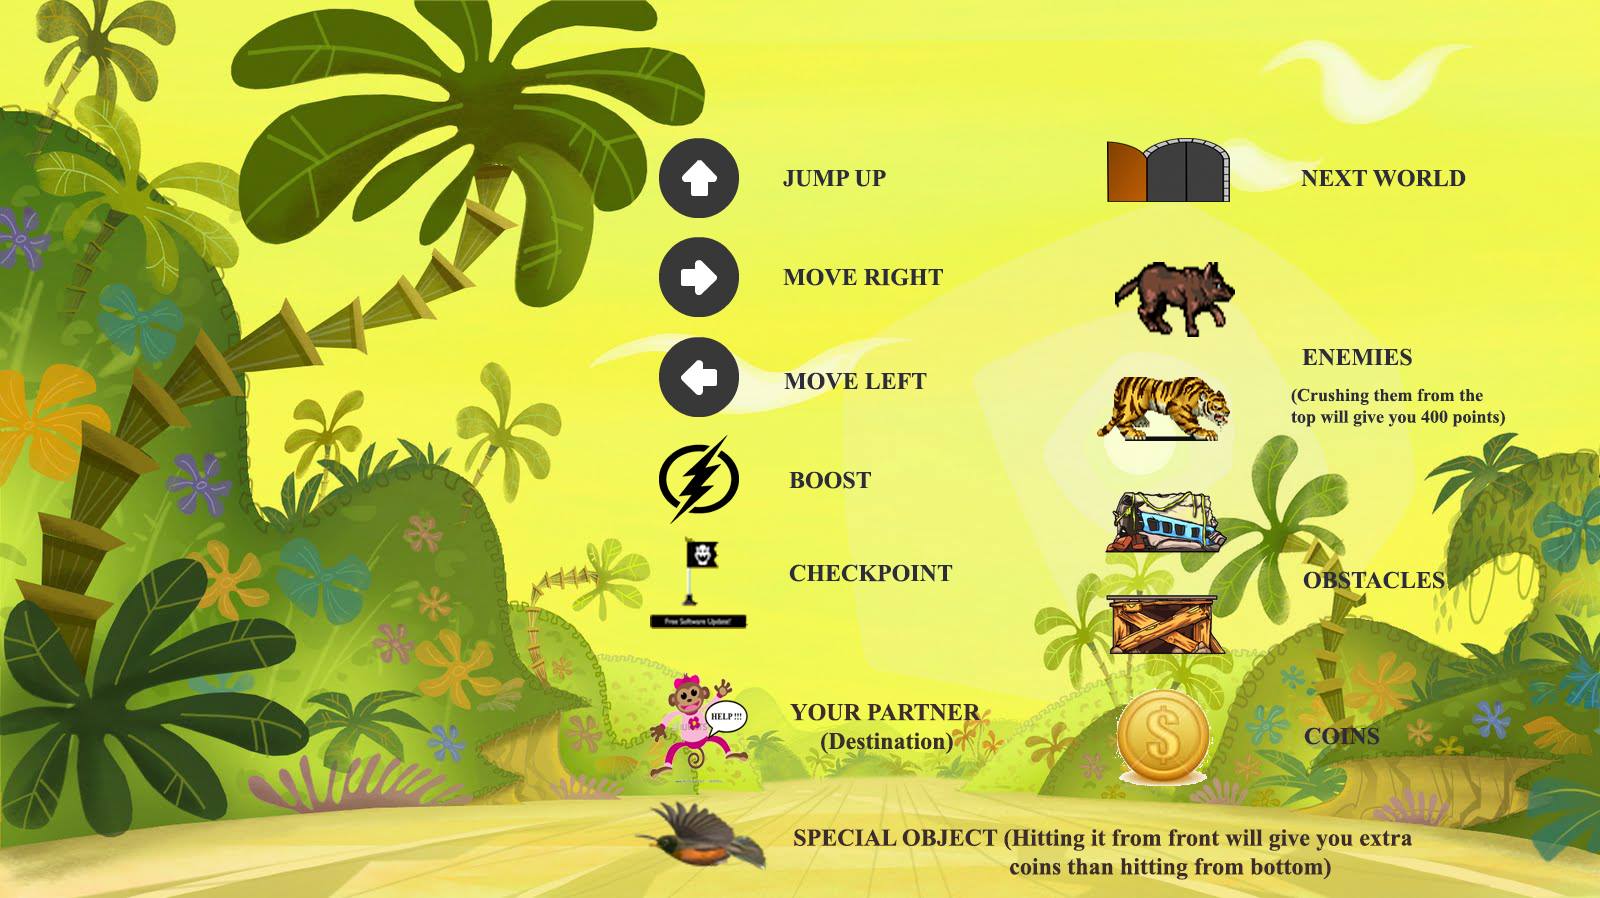 JUMP UP
NEXT WORLD
MOVE RIGHT
MOVE LEFT
ENEMIES
(Crushing them from the
top will give you 400 points)
BOOST
CHECKPOINT
Free Software Update!
OBSTACLES
HELP !!!
YOUR PARTNER
(Destination)
COINS
SPECIAL OBJECT (Hitting it from front will give you extra
coins than hitting from bottom)